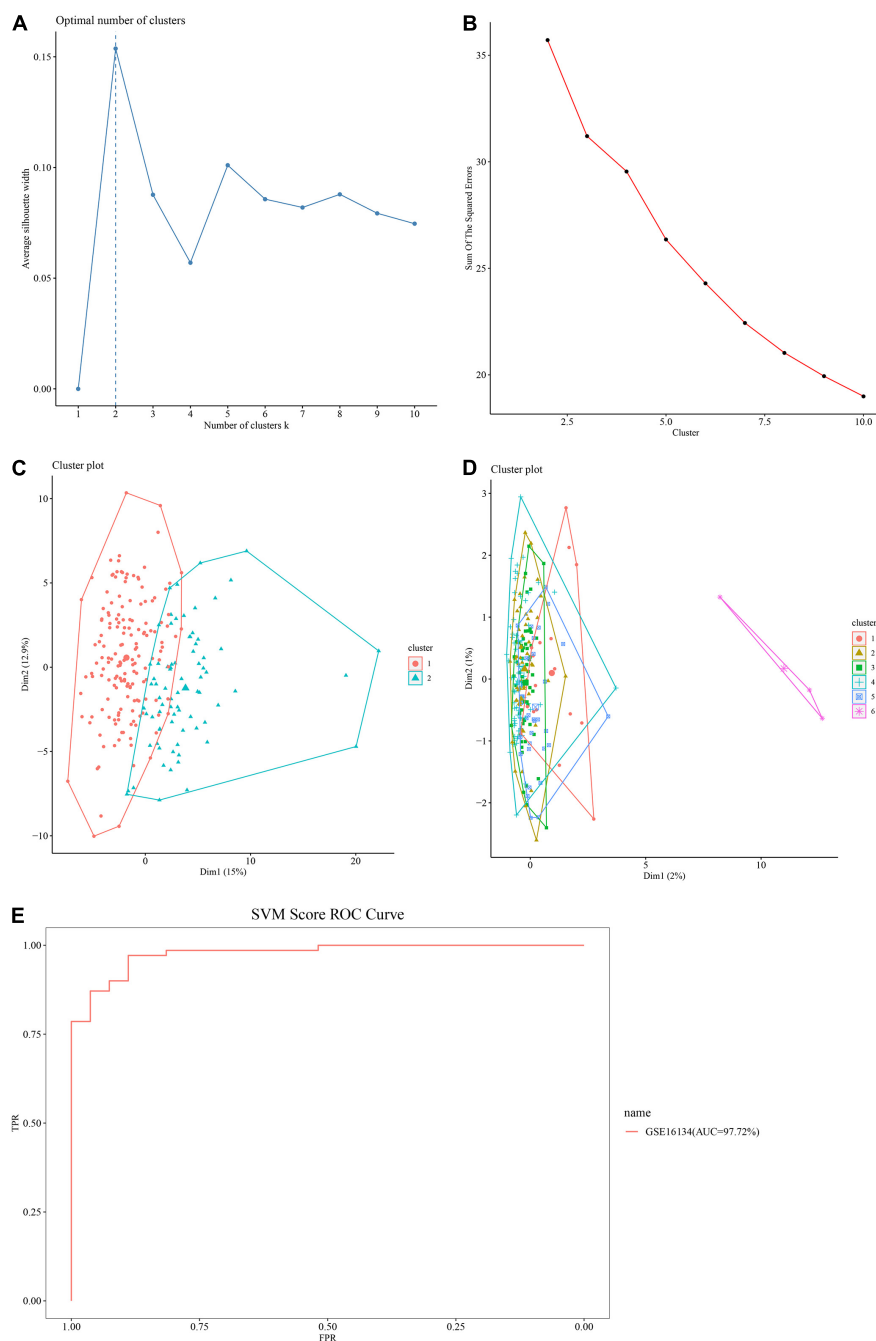 A
Optimal number of clusters
Average silhouette width
0.15
0.10
0.05
0.00
1 2 3 4 5 6 7 8 9 10
Number of clusters k
B
Sum Of The Squared Errors
35
30
25
20
2.5 5.0 7.5 10.0
Cluster
C
Cluster plot
Dim2 (12.9%)
10
5
0
−5
−10
0 10 20
Dim1 (15%)
cluster
1
2
D
Cluster plot
Dim2 (1%)
3
2
1
0
−1
−2
0 5 10
Dim1 (2%)
cluster
1
2
3
4
5
6
E
SVM Score ROC Curve
TPR
1.00
0.75
0.50
0.25
0.00
1.00 0.75 0.50 0.25 0.00
FPR
name
GSE16134(AUC=97.72%)